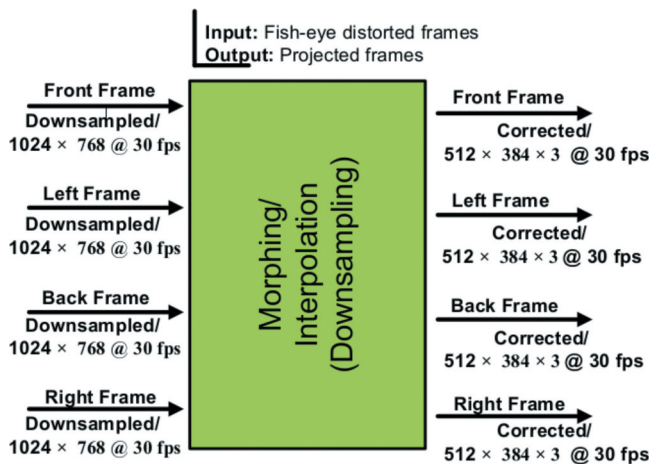 Input: Fish-eye distorted frames
Output: Projected frames
Front Frame
Downsampled/
1024 × 768 @ 30 fps
Left Frame
Downsampled/
1024 × 768 @ 30 fps
Back Frame
Downsampled/
1024 × 768 @ 30 fps
Right Frame
Downsampled/
1024 × 768 @ 30 fps
Morphing/
Interpolation
(Downsampling)
Front Frame
Corrected/
512 × 384 × 3 @ 30 fps
Left Frame
Corrected/
512 × 384 × 3 @ 30 fps
Back Frame
Corrected/
512 × 384 × 3 @ 30 fps
Right Frame
Corrected/
512 × 384 × 3 @ 30 fps